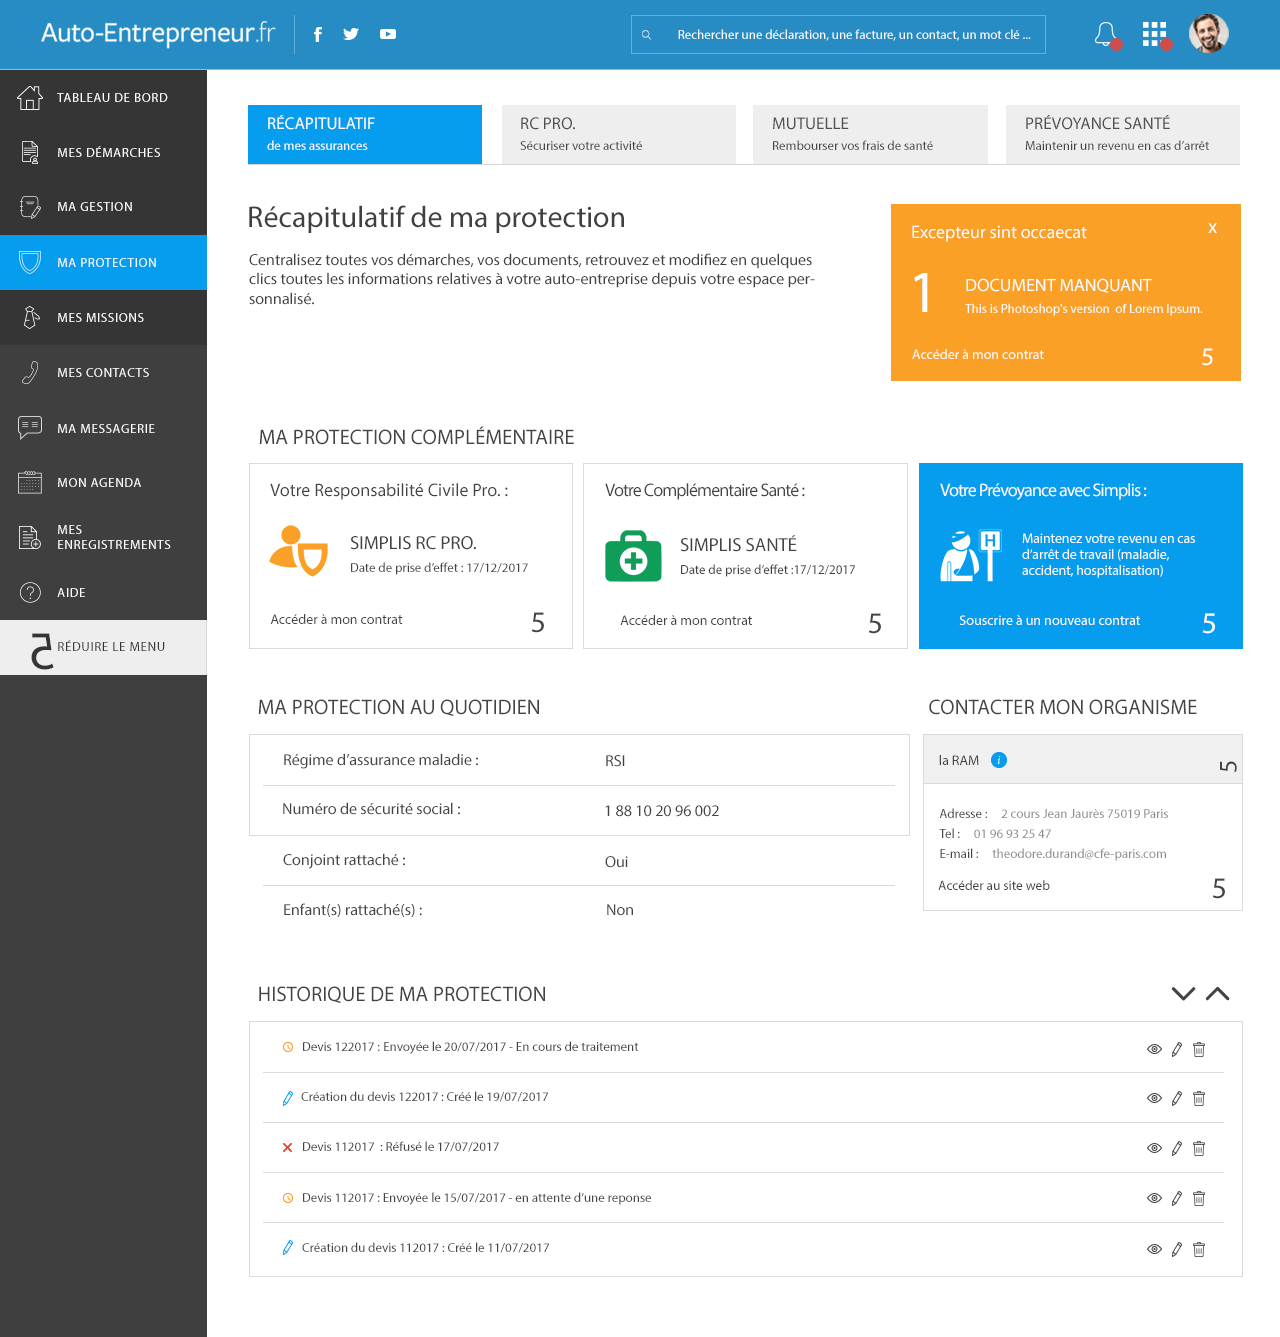 Auto-Entrepreneur.fr
Rechercher une déclaration, une facture, un contact, un mot clé ...
TABLEAU DE BORD
MES DÉMARCHES
MA GESTION
MA PROTECTION
MES MISSIONS
MES CONTACTS
MA MESSAGERIE
MON AGENDA
MES
ENREGISTREMENTS
AIDE
5 RÉDUIRE LE MENU
RÉCAPITULATIF
de mes assurances
RC PRO.
Sécuriser votre activité
MUTUELLE
Rembourser vos frais de santé
PRÉVOYANCE SANTÉ
Maintenir un revenu en cas d'arrêt
Récapitulatif de ma protection
Centralisez toutes vos démarches, vos documents, retrouvez et modifiez en quelques
clics toutes les informations relatives à votre auto-entreprise depuis votre espace per-
sonnalisé.
Excepteur sint occaecat x
1 DOCUMENT MANQUANT
This is Photoshop's version of Lorem Ipsum.
Accéder à mon contrat 5
MA PROTECTION COMPLÉMENTAIRE
Votre Responsabilité Civile Pro. :
SIMPLIS RC PRO.
Date de prise d'effet : 17/12/2017
Accéder à mon contrat 5
Votre Complémentaire Santé :
SIMPLIS SANTÉ
Date de prise d'effet :17/12/2017
Accéder à mon contrat 5
Votre Prévoyance avec Simplis :
H
Maintenez votre revenu en cas
d'arrêt de travail (maladie,
accident, hospitalisation)
Souscrire à un nouveau contrat 5
MA PROTECTION AU QUOTIDIEN
Régime d'assurance maladie : RSI
Numéro de sécurité social : 1 88 10 20 96 002
Conjoint rattaché : Oui
Enfant(s) rattaché(s) : Non
CONTACTER MON ORGANISME
la RAM i 5
Adresse : 2 cours Jean Jaurès 75019 Paris
Tel : 01 96 93 25 47
E-mail : theodore.durand@cfe-paris.com
Accéder au site web 5
HISTORIQUE DE MA PROTECTION
Devis 122017 : Envoyée le 20/07/2017 - En cours de traitement
Création du devis 122017 : Créé le 19/07/2017
Devis 112017 : Réfusé le 17/07/2017
Devis 112017 : Envoyée le 15/07/2017 - en attente d'une reponse
Création du devis 112017 : Créé le 11/07/2017